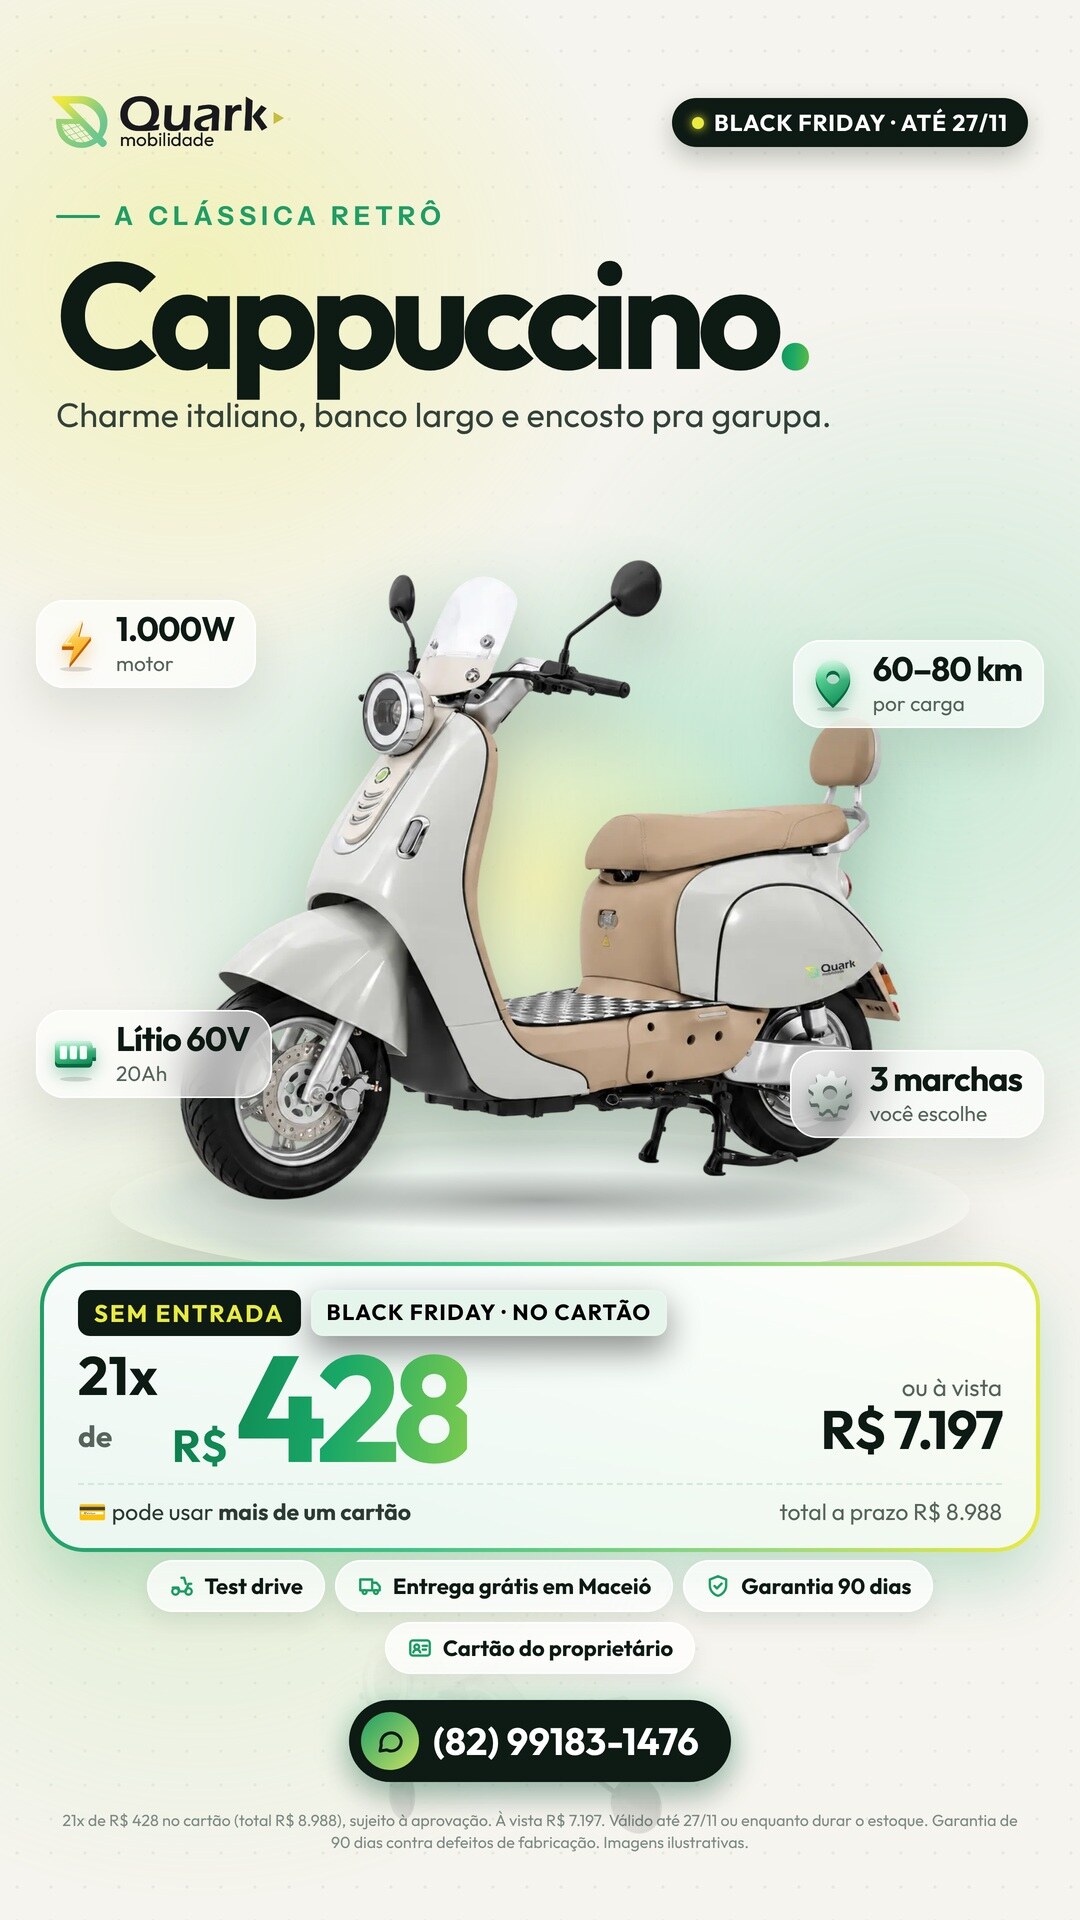 Quark
mobilidade
BLACK FRIDAY · ATÉ 27/11
A CLÁSSICA RETRÔ
Cappuccino.
Charme italiano, banco largo e encosto pra garupa.
1.000W
motor
60–80 km
por carga
Quark
Lítio 60V
20Ah
3 marchas
você escolhe
SEM ENTRADA
BLACK FRIDAY · NO CARTÃO
21x
de
R$ 428
ou à vista
R$ 7.197
pode usar mais de um cartão
total a prazo R$ 8.988
Test drive
Entrega grátis em Maceió
Garantia 90 dias
Cartão do proprietário
(82) 99183-1476
21x de R$ 428 no cartão (total R$ 8.988), sujeito à aprovação. À vista R$ 7.197. Válido até 27/11 ou enquanto durar o estoque. Garantia de
90 dias contra defeitos de fabricação. Imagens ilustrativas.